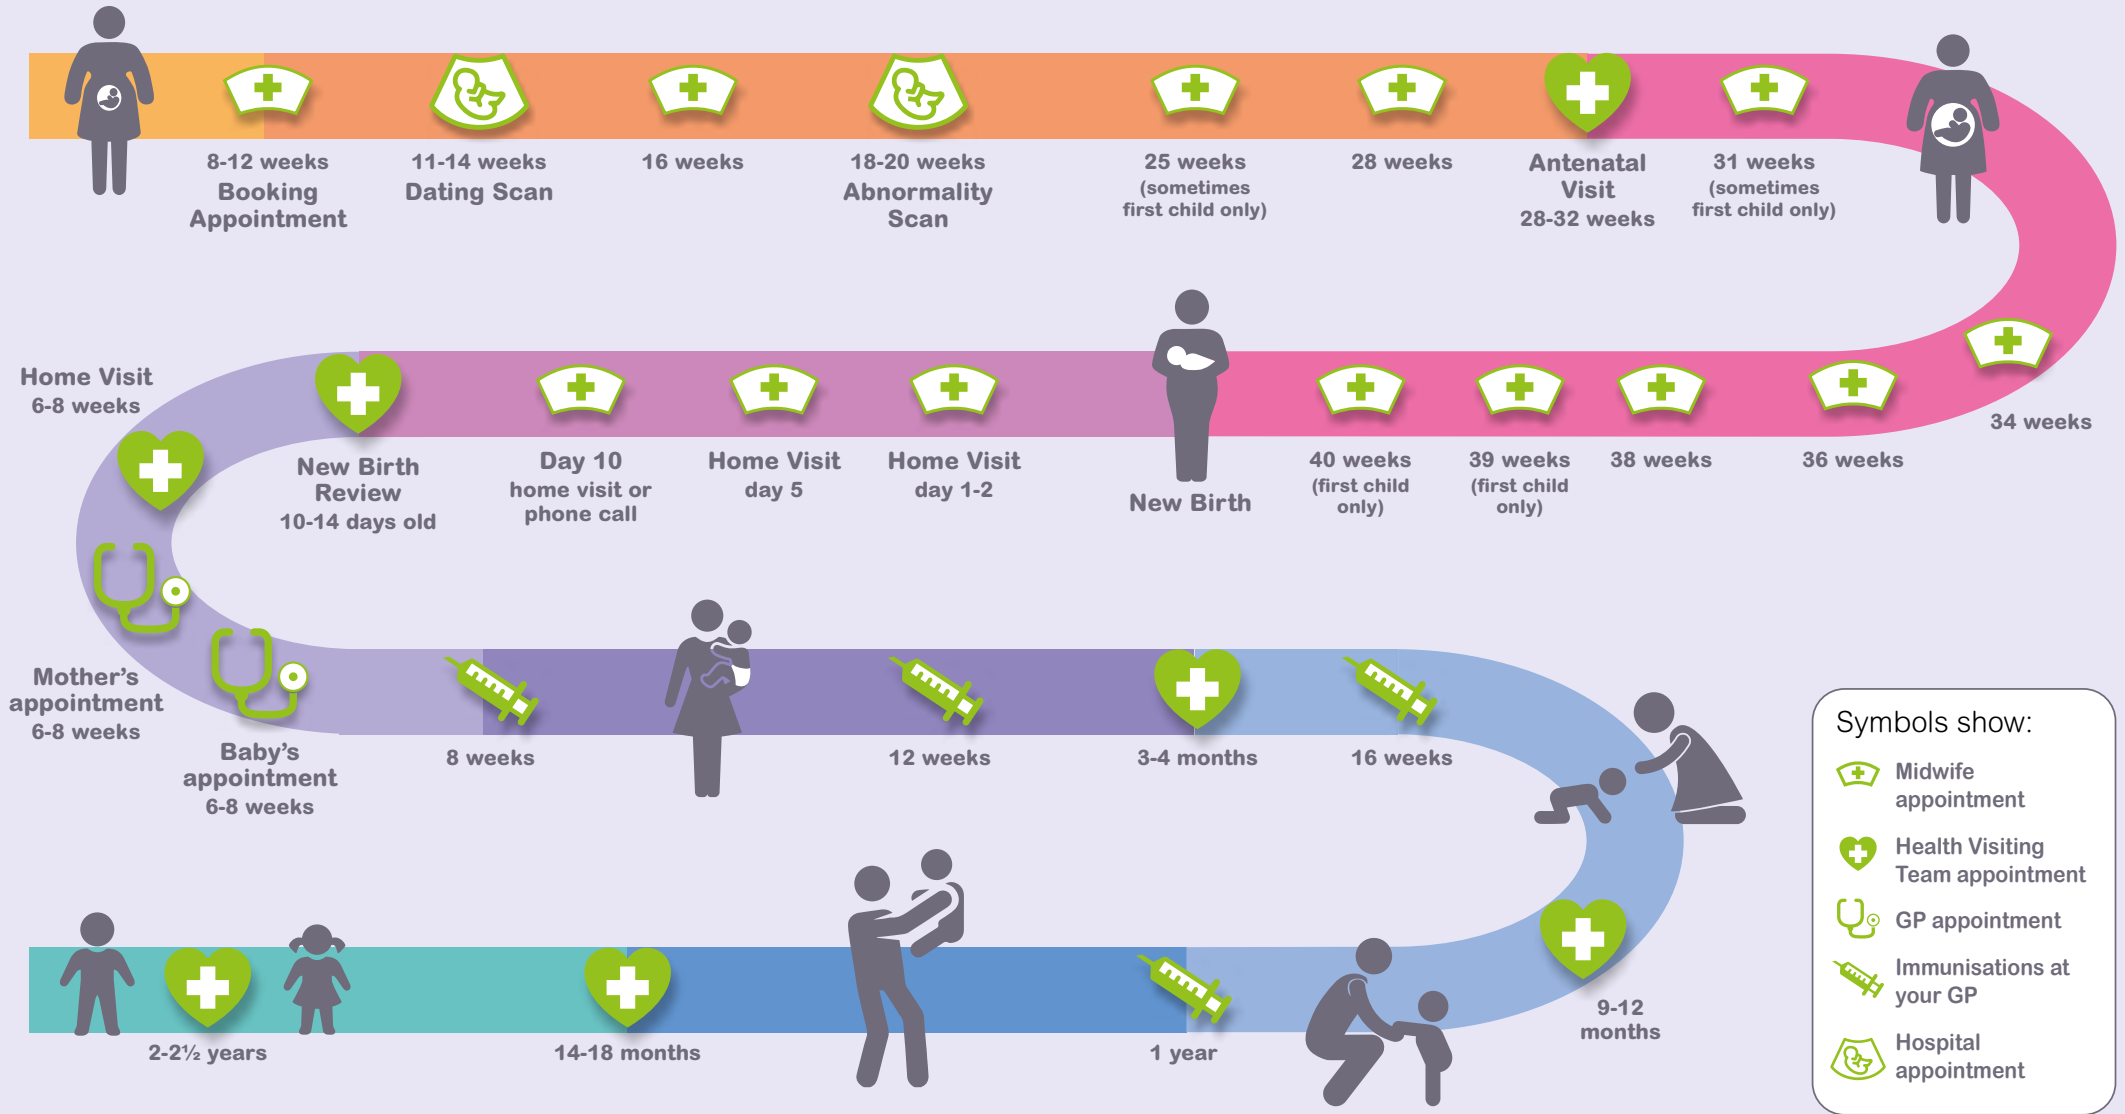 8-12 weeks
Booking
Appointment
11-14 weeks
Dating Scan
16 weeks
18-20 weeks
Abnormality
Scan
25 weeks
(sometimes
first child only)
28 weeks
Antenatal
Visit
28-32 weeks
31 weeks
(sometimes
first child only)
34 weeks
36 weeks
38 weeks
39 weeks
(first child
only)
40 weeks
(first child
only)
New Birth
Home Visit
day 1-2
Home Visit
day 5
Day 10
home visit or
phone call
New Birth
Review
10-14 days old
Home Visit
6-8 weeks
Mother's
appointment
6-8 weeks
Baby's
appointment
6-8 weeks
8 weeks
12 weeks
3-4 months
16 weeks
9-12
months
1 year
14-18 months
2-2½ years
Symbols show:
Midwife
appointment
Health Visiting
Team appointment
GP appointment
Immunisations at
your GP
Hospital
appointment